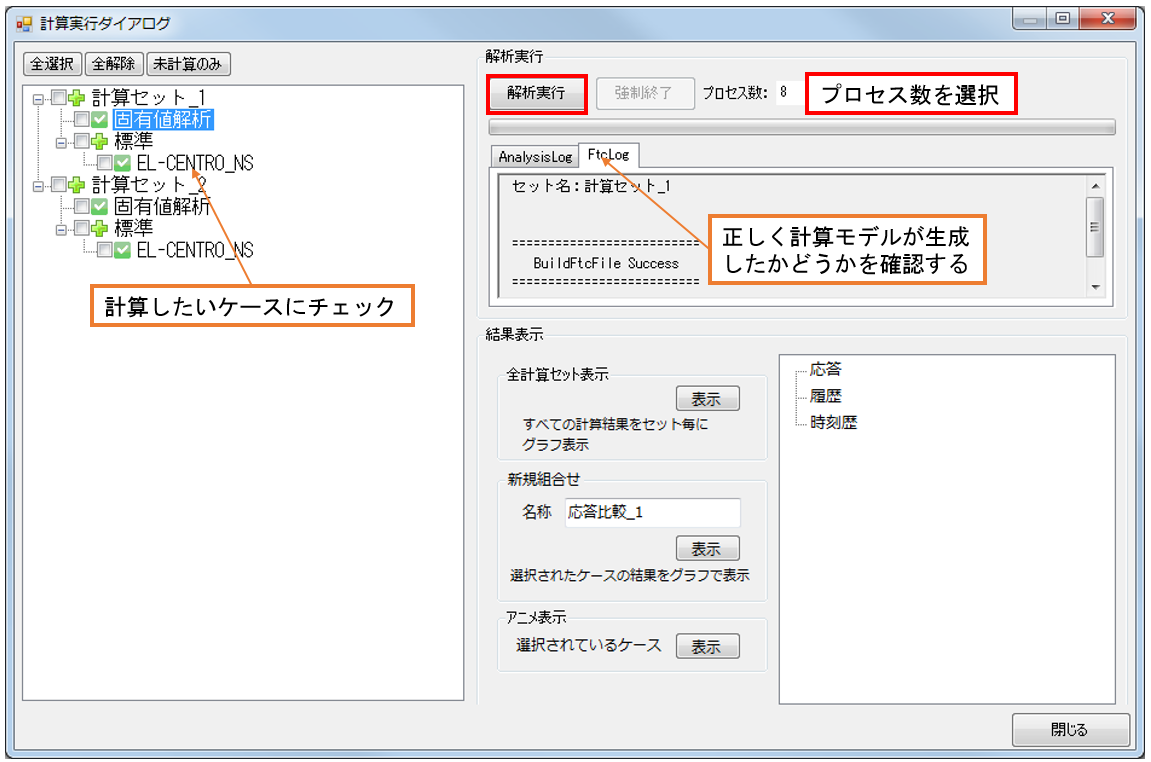 計算実行ダイアログ
全選択 全解除 未計算のみ
計算セット_1
固有値解析
標準
EL-CENTRO_NS
計算セット_2
固有値解析
標準
EL-CENTRO_NS
計算したいケースにチェック
解析実行
解析実行 強制終了 プロセス数: 8 プロセス数を選択
AnalysisLog FtcLog
セット名:計算セット_1
==========================
BuildFtcFile Success
==========================
正しく計算モデルが生成
したかどうかを確認する
結果表示
全計算セット表示
表示
すべての計算結果をセット毎に
グラフ表示
新規組合せ
名称 応答比較_1
表示
選択されたケースの結果をグラフで表示
アニメ表示
選択されているケース 表示
応答
履歴
時刻歴
閉じる